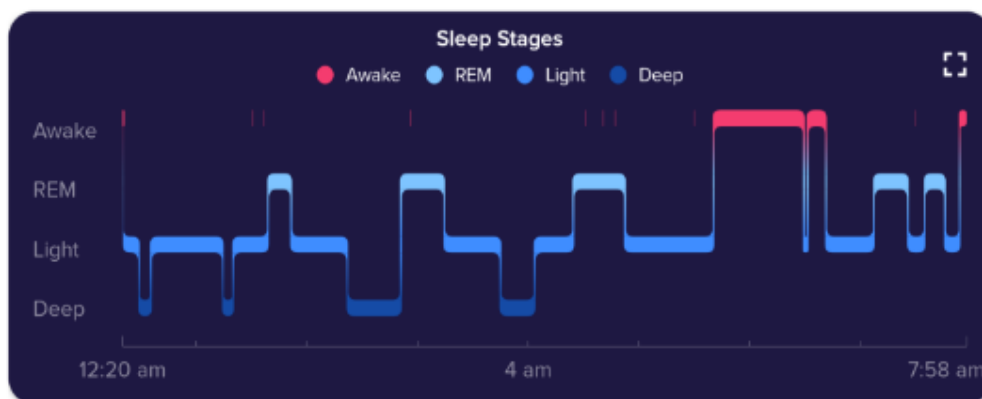 Sleep Stages
Awake REM Light Deep
Awake
REM
Light
Deep
12:20 am 4 am 7:58 am